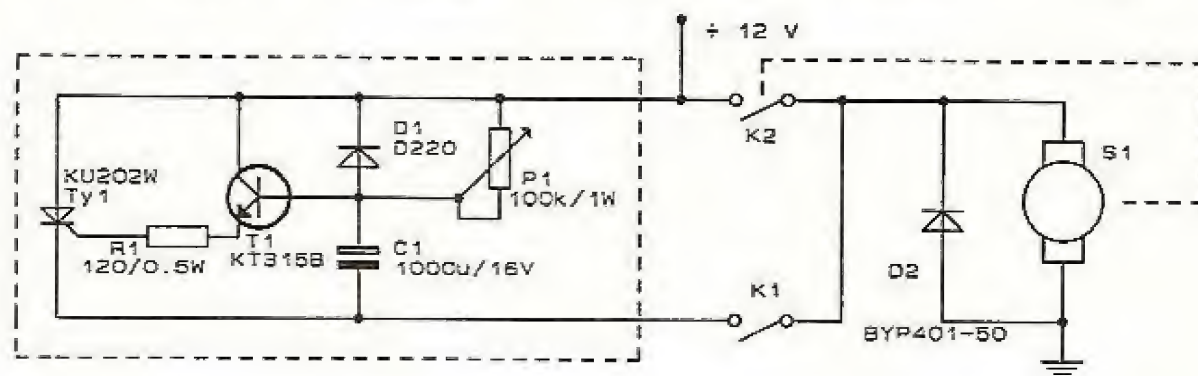 ÷ 12 V
K2
S1
D1
D220
KU202W
Ty1
P1
100k/1W
R1
120/0.5W
T1
KT315B
C1
1000u/16V
K1
D2
BYP401-50